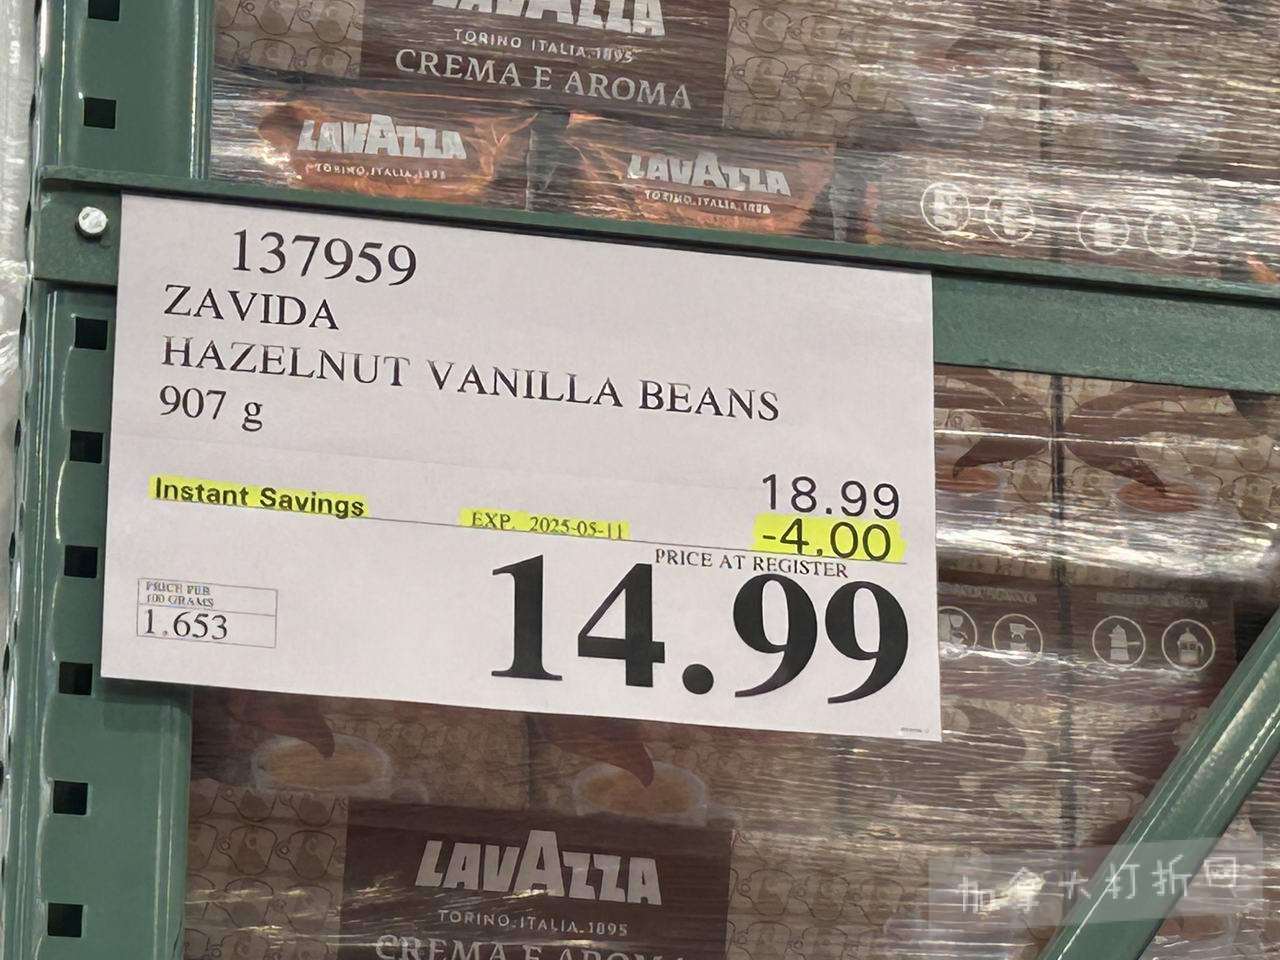 LAVAZZA
TORINO, ITALIA, 1895
CREMA E AROMA
LAVAZZA
TORINO, ITALIA, 1895
LAVAZZA
TORINO, ITALIA, 1895
137959
ZAVIDA
HAZELNUT VANILLA BEANS
907 g
18.99
Instant Savings EXP. 2025-05-11 -4.00
PRICE AT REGISTER
14.99
PRICE PER
100 GRAMS
1.653
LAVAZZA
TORINO, ITALIA, 1895
CREMA E AROMA
加拿大打折网